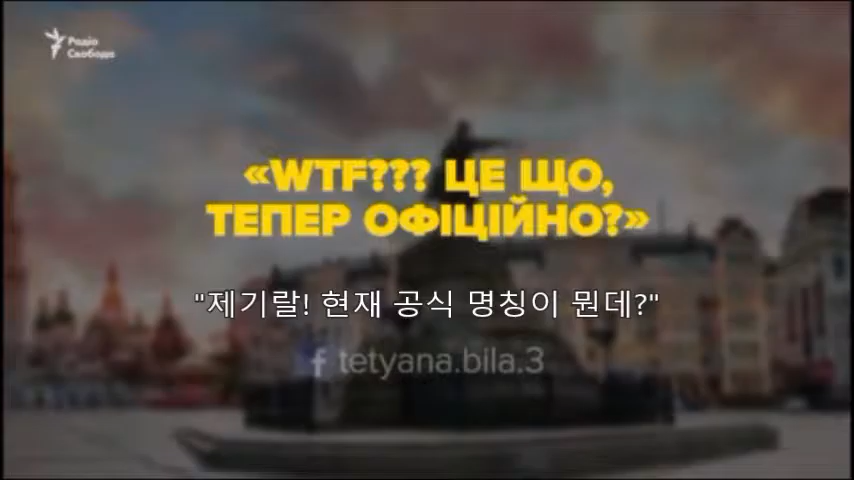 Радіо
Свобода
«WTF??? ЦЕ ЩО,
ТЕПЕР ОФІЦІЙНО?»
"제기랄! 현재 공식 명칭이 뭔데?"
f tetyana.bila.3